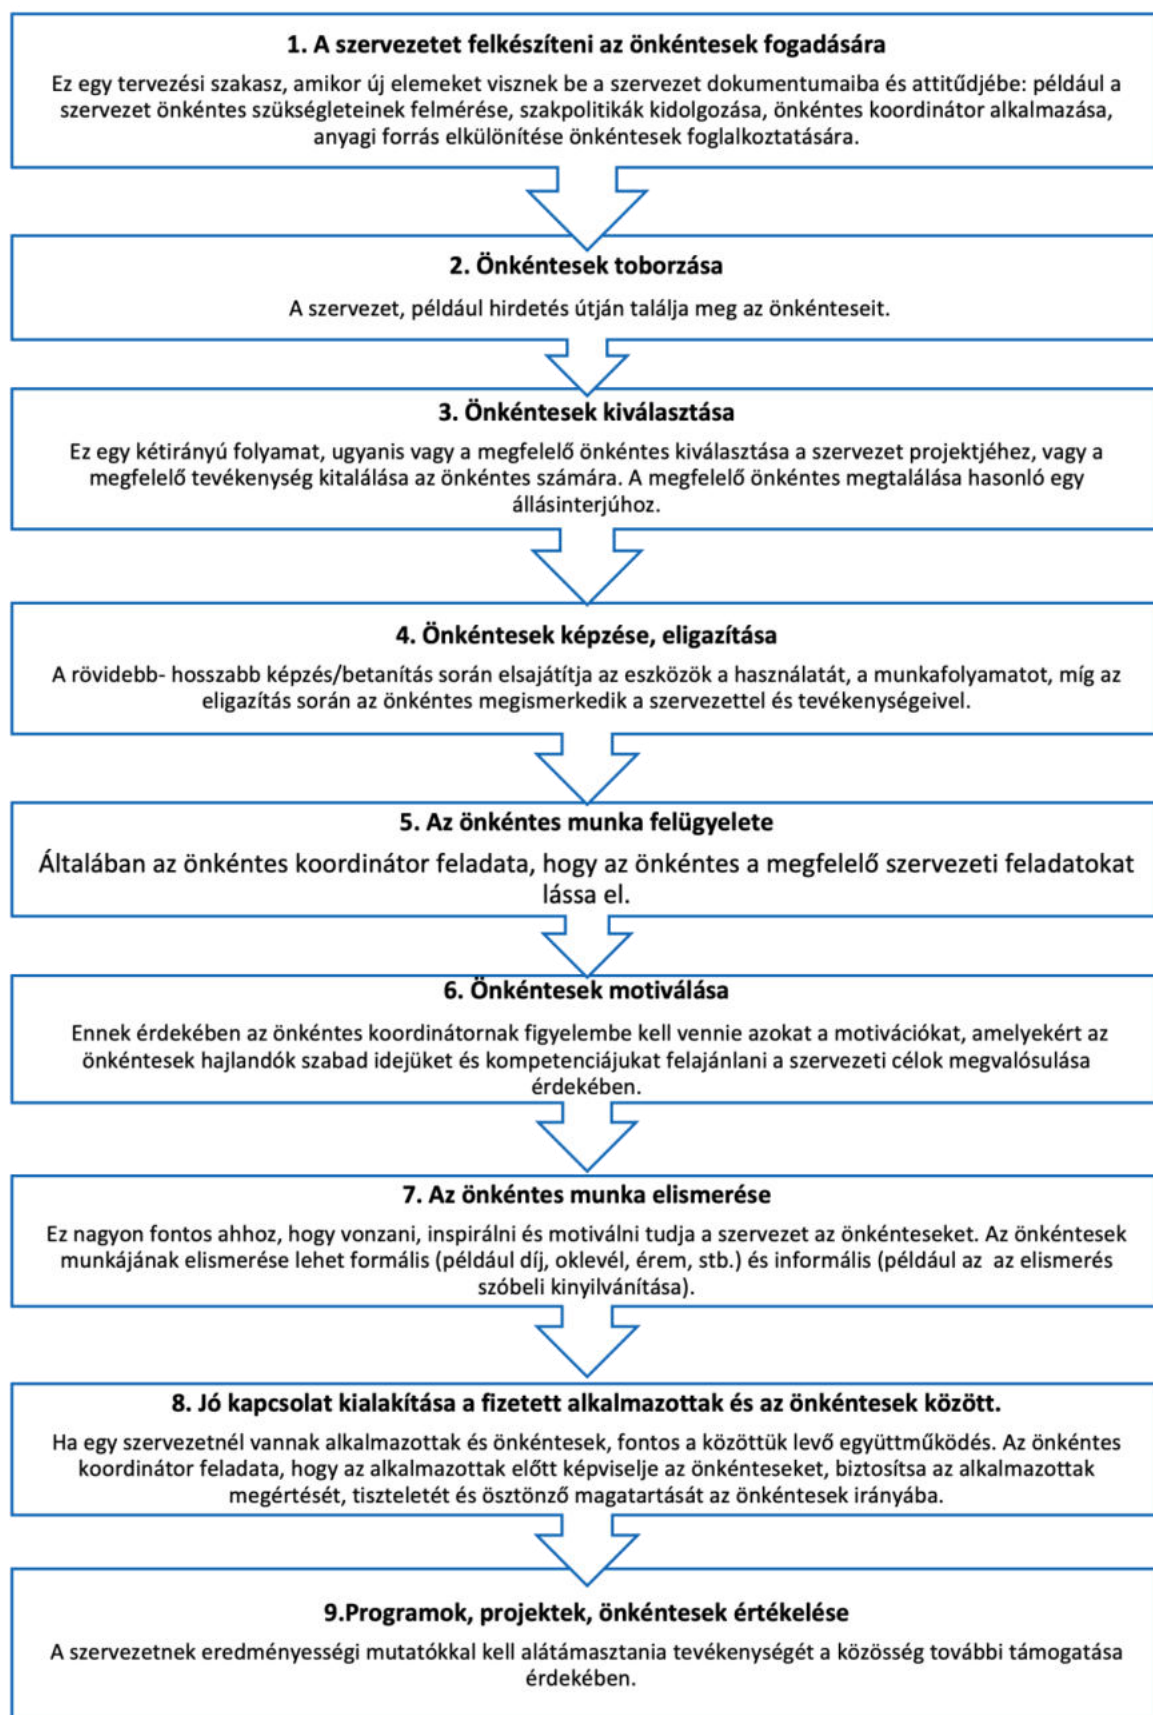 1. A szervezetet felkészíteni az önkéntesek fogadására
Ez egy tervezési szakasz, amikor új elemeket visznek be a szervezet dokumentumaiba és attitűdjébe: például a
szervezet önkéntes szükségleteinek felmérése, szakpolitikák kidolgozása, önkéntes koordinátor alkalmazása,
anyagi forrás elkülönítése önkéntesek foglalkoztatására.
2. Önkéntesek toborzása
A szervezet, például hirdetés útján találja meg az önkénteseit.
3. Önkéntesek kiválasztása
Ez egy kétirányú folyamat, ugyanis vagy a megfelelő önkéntes kiválasztása a szervezet projektjéhez, vagy a
megfelelő tevékenység kitalálása az önkéntes számára. A megfelelő önkéntes megtalálása hasonló egy
állásinterjúhoz.
4. Önkéntesek képzése, eligazítása
A rövidebb- hosszabb képzés/betanítás során elsajátítja az eszközök a használatát, a munkafolyamatot, míg az
eligazítás során az önkéntes megismerkedik a szervezettel és tevékenységeivel.
5. Az önkéntes munka felügyelete
Általában az önkéntes koordinátor feladata, hogy az önkéntes a megfelelő szervezeti feladatokat
lássa el.
6. Önkéntesek motiválása
Ennek érdekében az önkéntes koordinátornak figyelembe kell vennie azokat a motivációkat, amelyekért az
önkéntesek hajlandók szabad idejüket és kompetenciájukat felajánlani a szervezeti célok megvalósulása
érdekében.
7. Az önkéntes munka elismerése
Ez nagyon fontos ahhoz, hogy vonzani, inspirálni és motiválni tudja a szervezet az önkénteseket. Az önkéntesek
munkájának elismerése lehet formális (például díj, oklevél, érem, stb.) és informális (például az  az elismerés
szóbeli kinyilvánítása).
8. Jó kapcsolat kialakítása a fizetett alkalmazottak és az önkéntesek között.
Ha egy szervezetnél vannak alkalmazottak és önkéntesek, fontos a közöttük levő együttműködés. Az önkéntes
koordinátor feladata, hogy az alkalmazottak előtt képviselje az önkénteseket, biztosítsa az alkalmazottak
megértését, tiszteletét és ösztönző magatartását az önkéntesek irányába.
9.Programok, projektek, önkéntesek értékelése
A szervezetnek eredményességi mutatókkal kell alátámasztania tevékenységét a közösség további támogatása
érdekében.